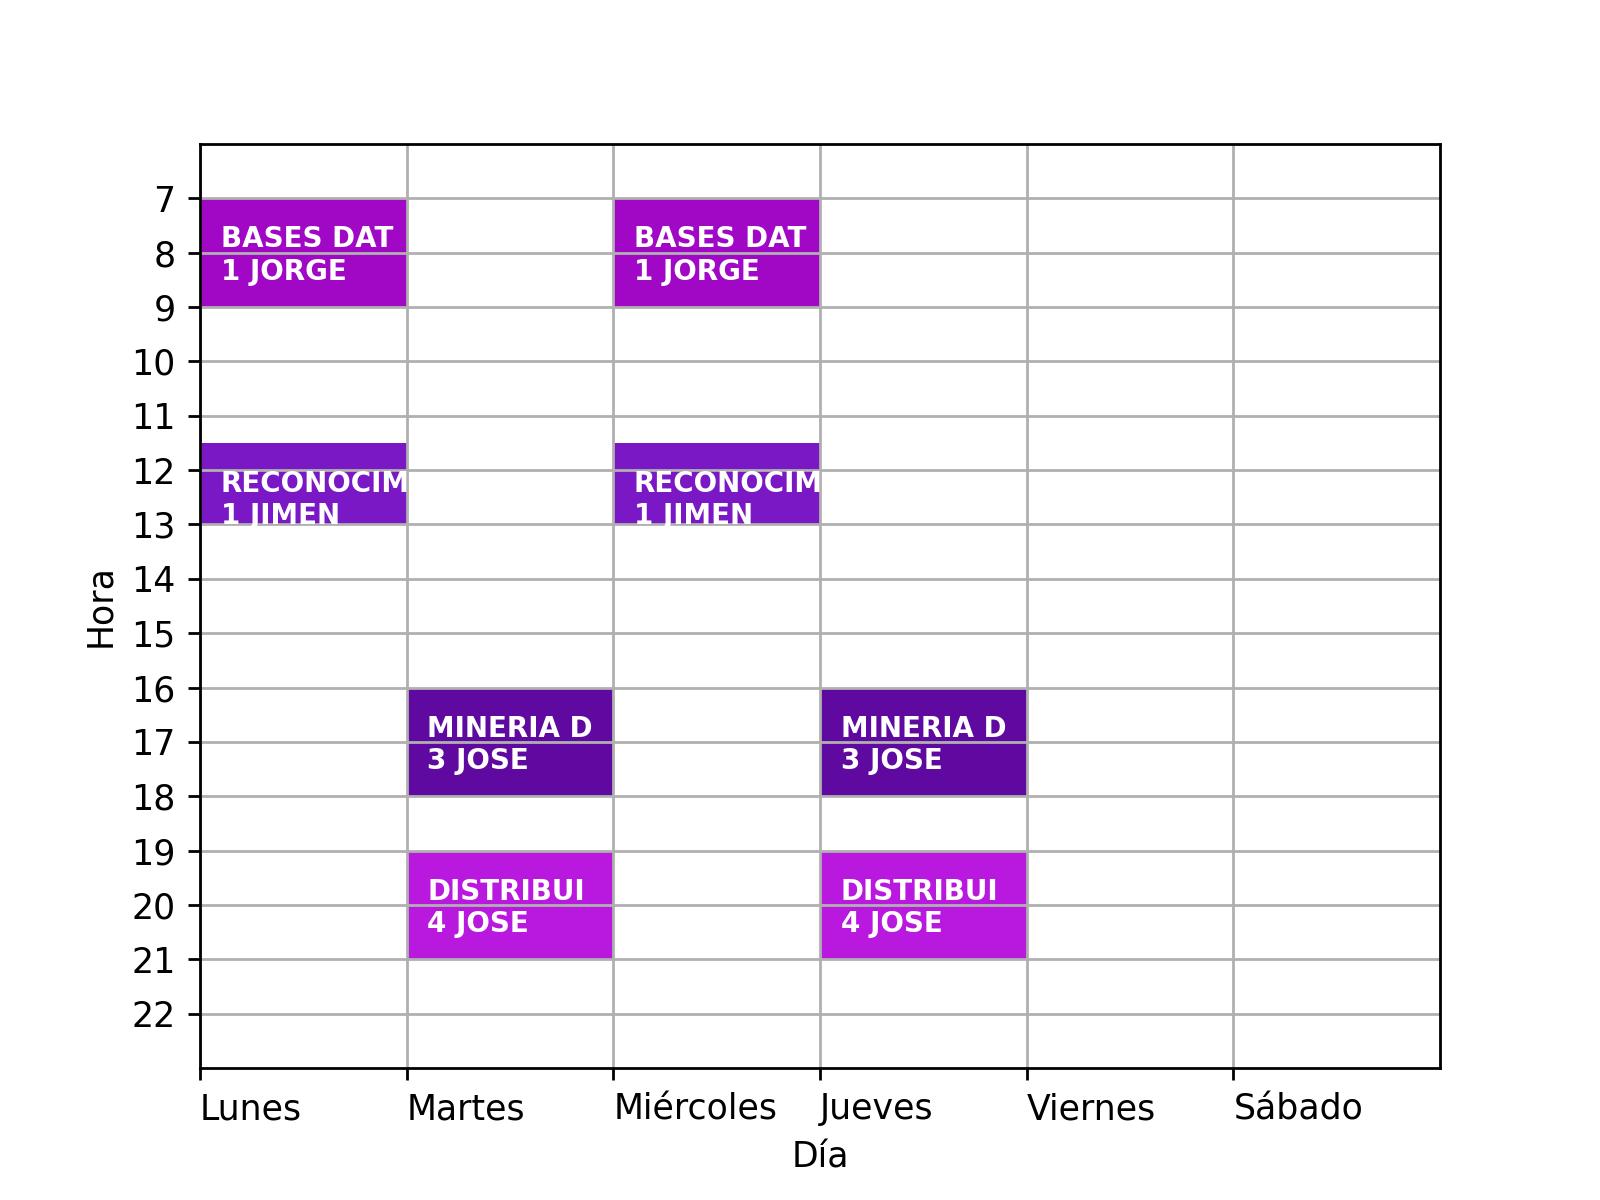 7
BASES DAT
1 JORGE
BASES DAT
1 JORGE
8
9
10
11
12
RECONOCIM
1 JIMEN
RECONOCIM
1 JIMEN
13
14
15
Hora
16
MINERIA D
3 JOSE
MINERIA D
3 JOSE
17
18
19
DISTRIBUI
4 JOSE
DISTRIBUI
4 JOSE
20
21
22
Lunes
Martes
Miércoles
Jueves
Viernes
Sábado
Día